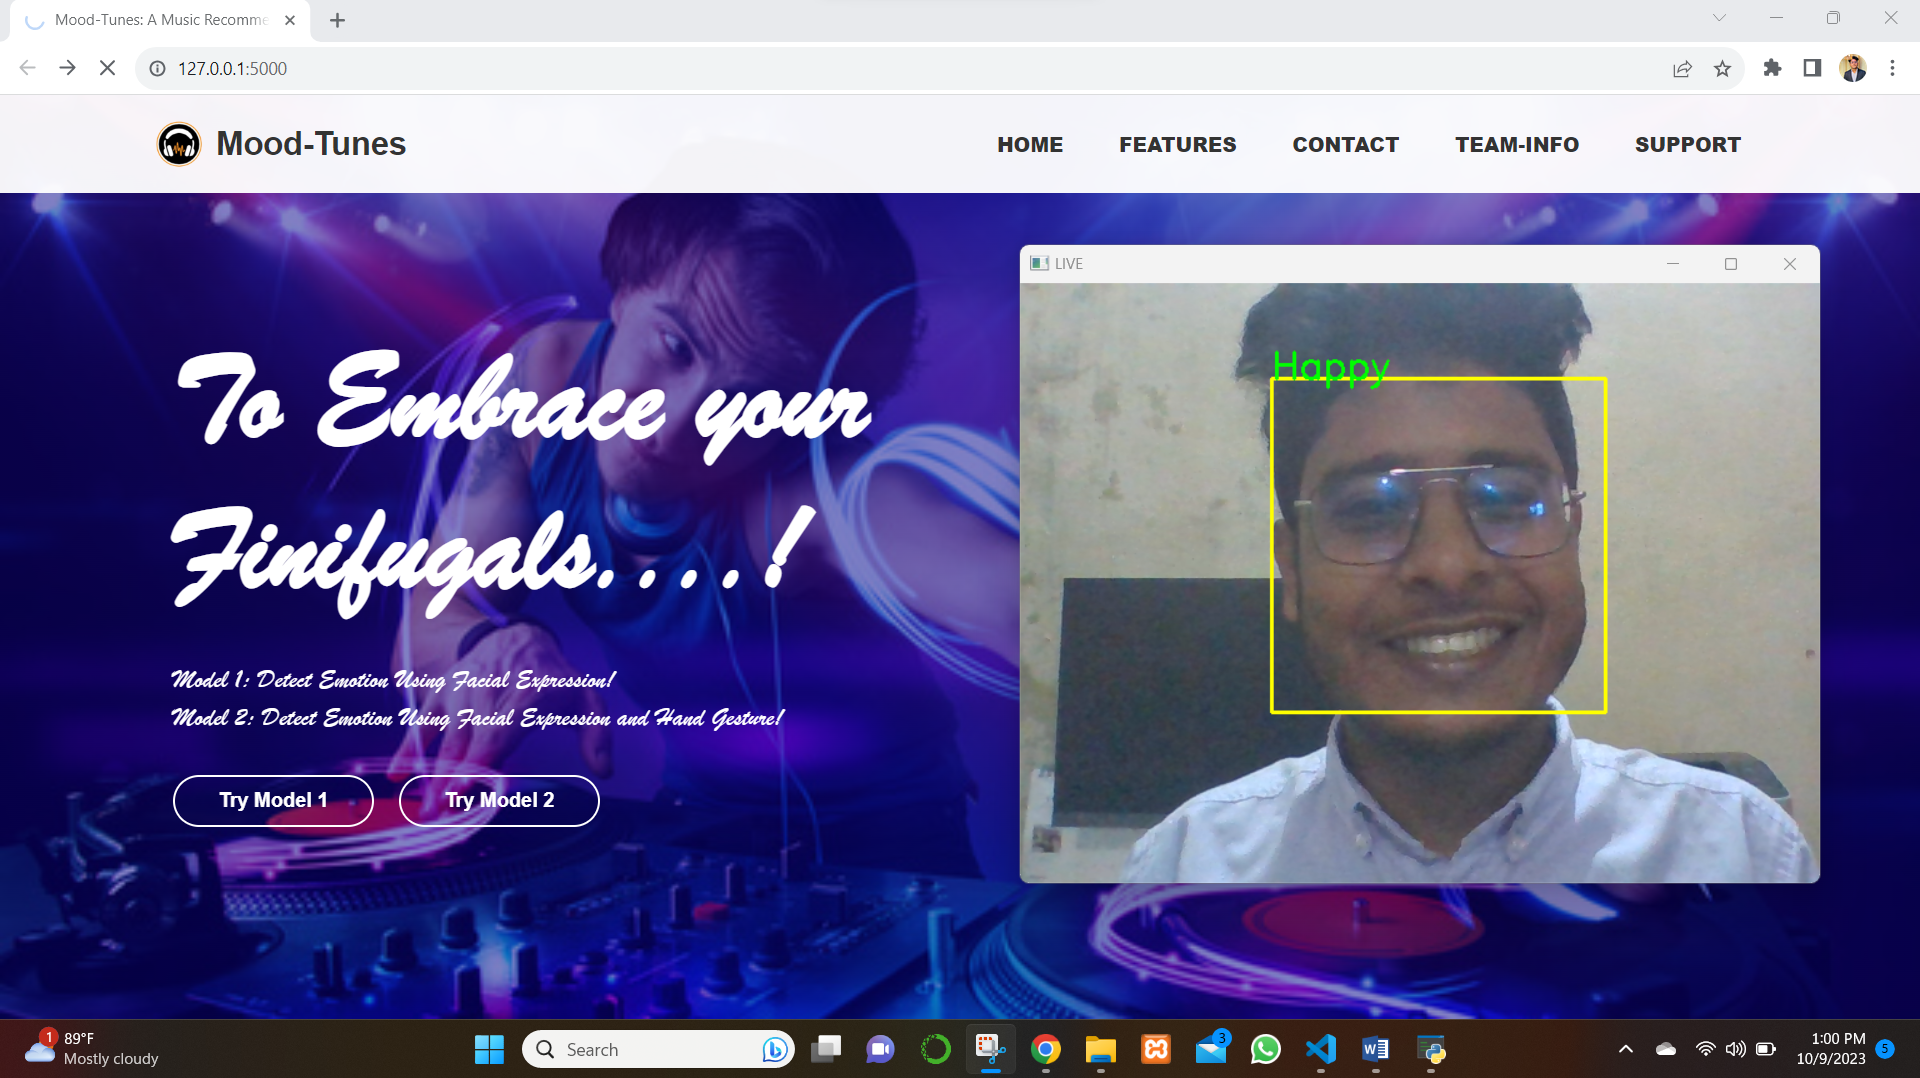 Mood-Tunes: A Music Recomme
127.0.0.1:5000
Mood-Tunes
HOME
FEATURES
CONTACT
TEAM-INFO
SUPPORT
To Embrace your
Finifugals....!
Model 1: Detect Emotion Using Facial Expression!
Model 2: Detect Emotion Using Facial Expression and Hand Gesture!
Try Model 1
Try Model 2
LIVE
Happy
1
89°F
Mostly cloudy
Search
3
1:00 PM
10/9/2023
5